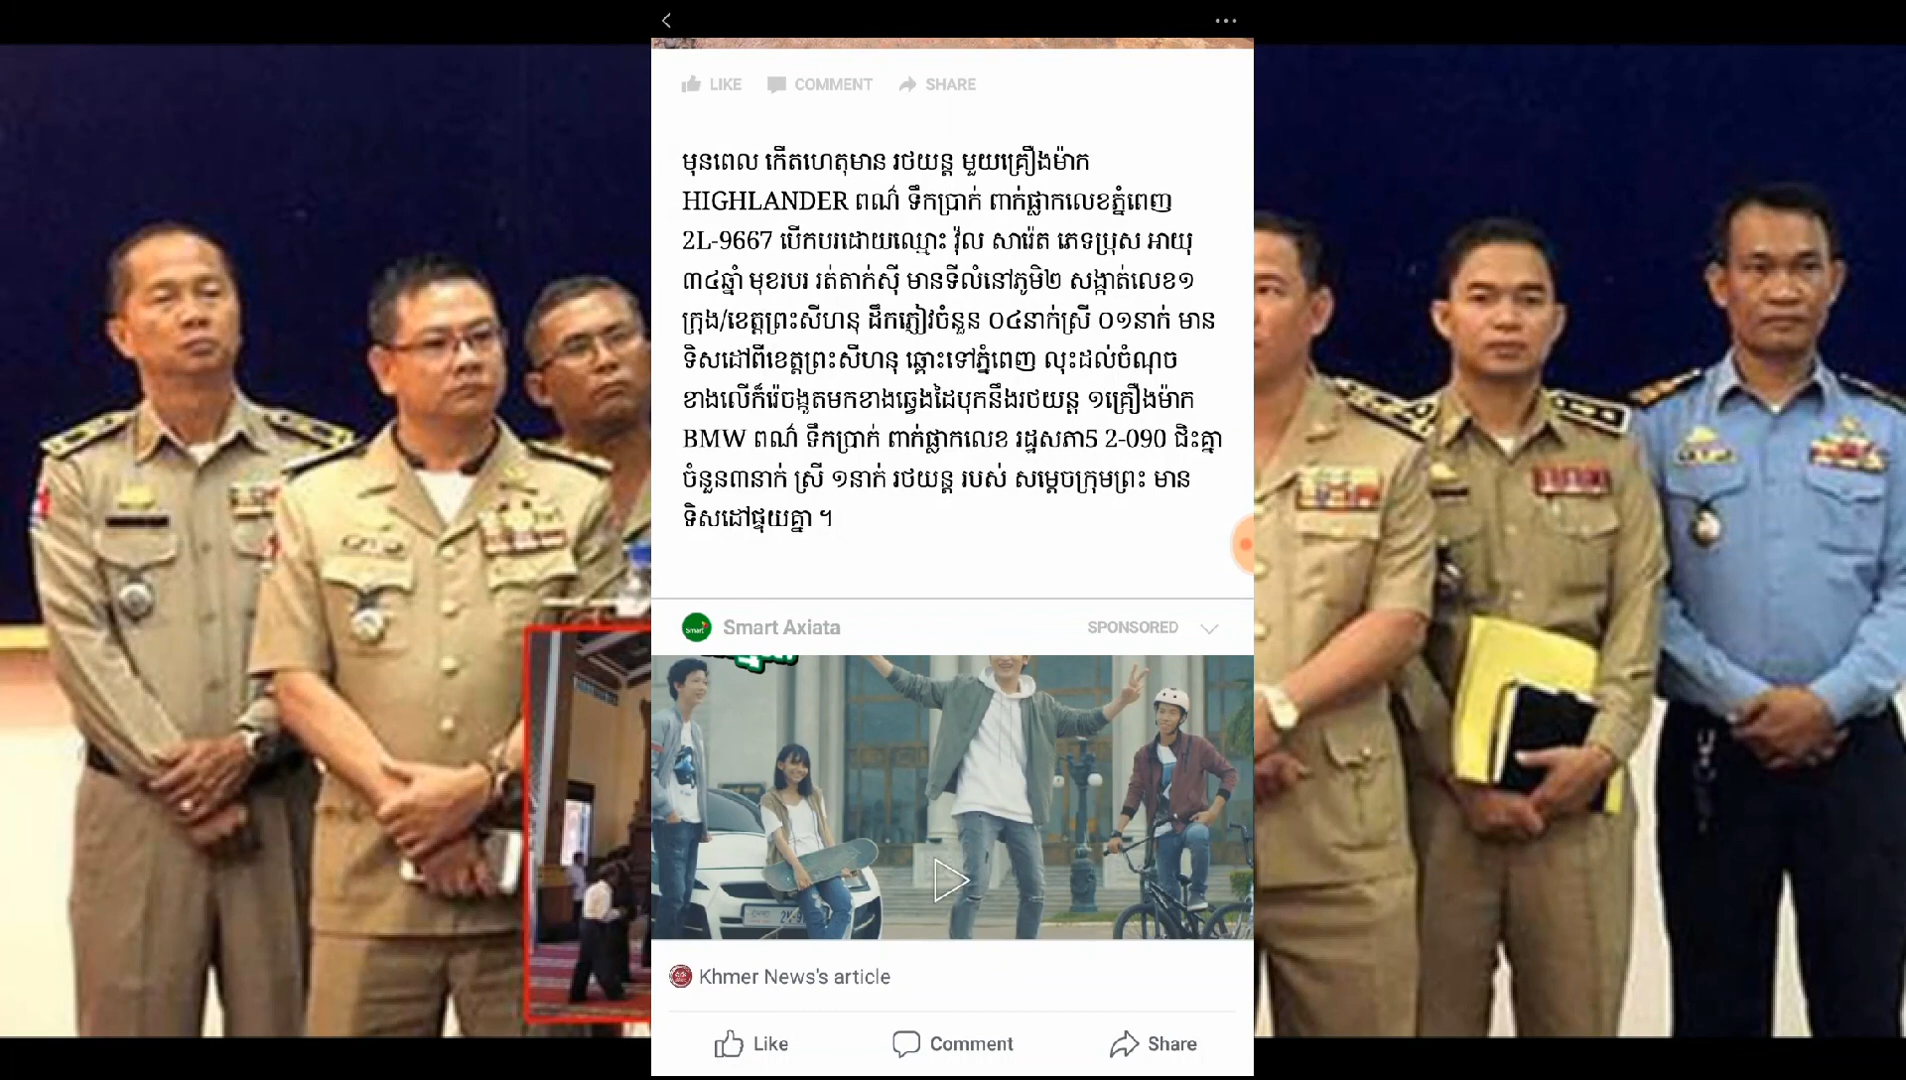 LIKE COMMENT SHARE
មុនពេល កើតហេតុមាន រថយន្ត មួយគ្រឿងម៉ាក
HIGHLANDER ពណ៌ ទឹកប្រាក់ ពាក់ផ្លាកលេខភ្នំពេញ
2L-9667 បើកបរដោយឈ្មោះ វ៉ុល សារ៉េត ភេទប្រុស អាយុ
៣៤ឆ្នាំ មុខរបរ រត់តាក់ស៊ី មានទីលំនៅភូមិ២ សង្កាត់លេខ១
ក្រុង/ខេត្តព្រះសីហនុ ដឹកភ្ញៀវចំនួន ០៤នាក់ស្រី ០១នាក់ មាន
ទិសដៅពីខេត្តព្រះសីហនុ ឆ្ពោះទៅភ្នំពេញ លុះដល់ចំណុច
ខាងលើក៏រ៉េចង្កូតមកខាងឆ្វេងដៃបុកនឹងរថយន្ត ១គ្រឿងម៉ាក
BMW ពណ៌ ទឹកប្រាក់ ពាក់ផ្លាកលេខ រដ្ឋសភា5 2-090 ជិះគ្នា
ចំនួន៣នាក់ ស្រី ១នាក់ រថយន្ត របស់ សម្តេចក្រុមព្រះ មាន
ទិសដៅផ្ទុយគ្នា ។
Smart Axiata SPONSORED
Khmer News's article
Like Comment Share